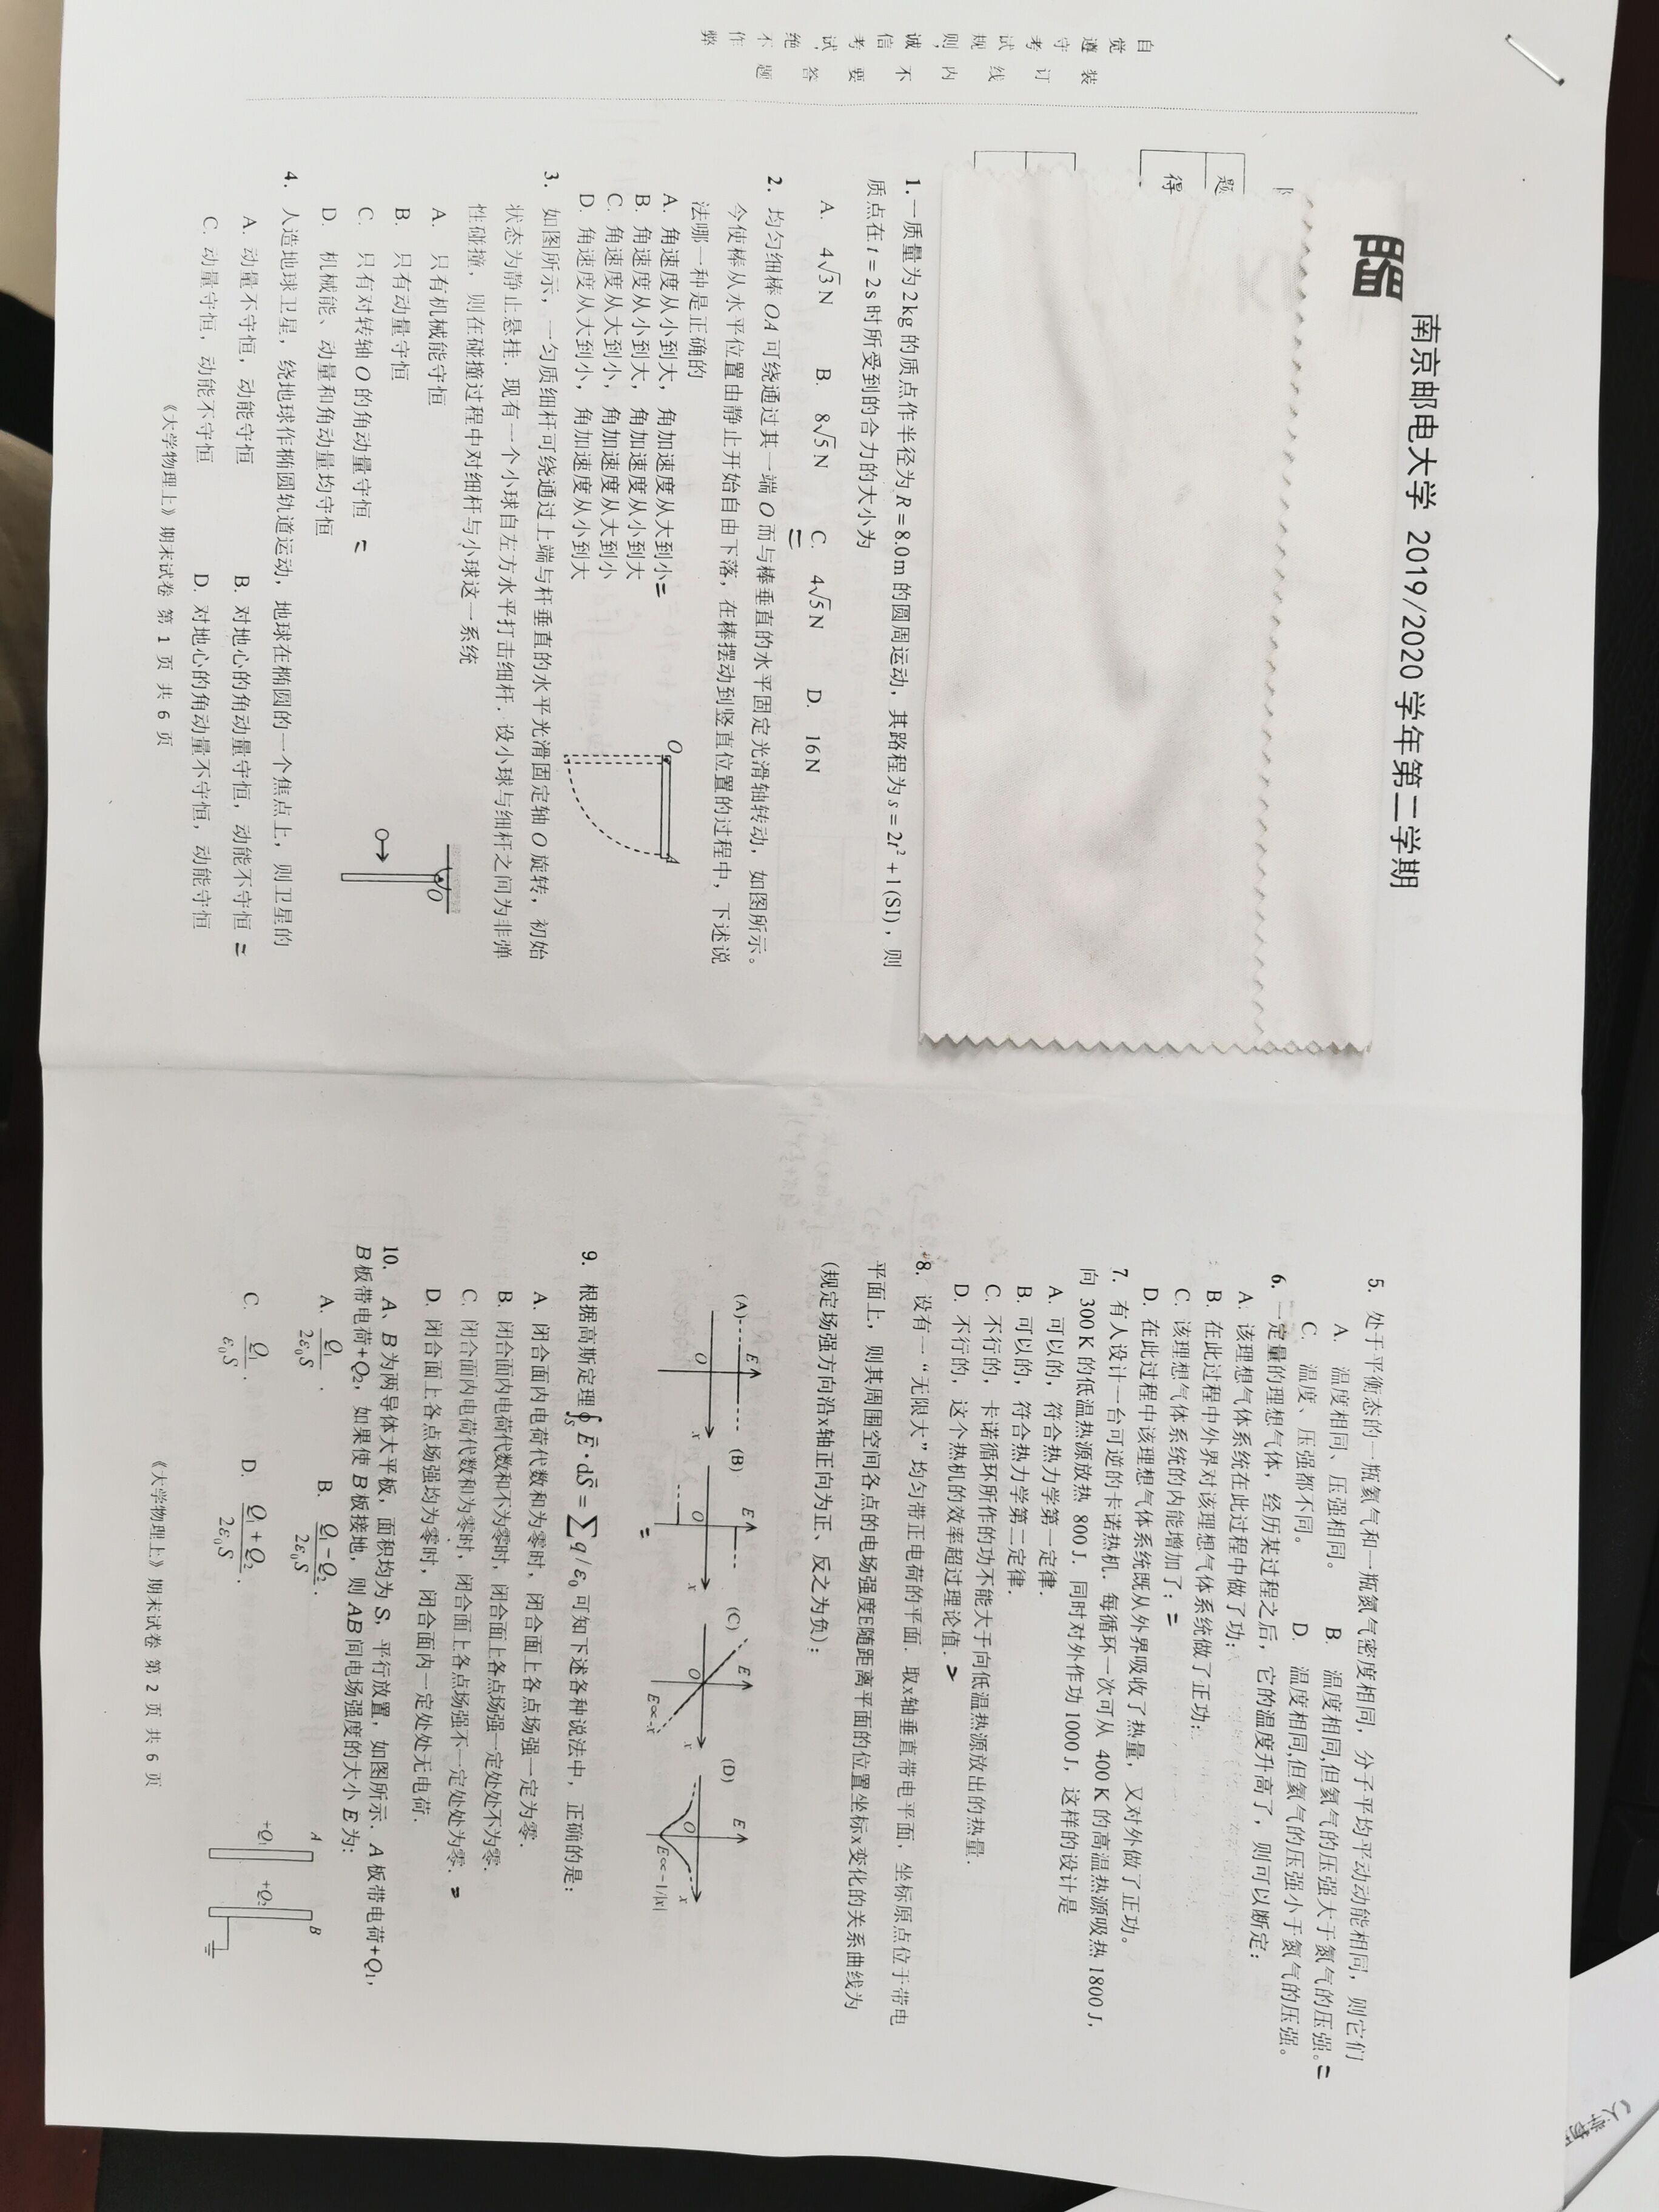 《大学物理
南京邮电大学 2019/2020 学年第二学期
盟
题
得
自觉遵守考试规则，诚信考试，绝不作弊
装订线内不要答题
1.一质量为2kg的质点作半径为R=8.0m的圆周运动，其路程为s=2t²+1(SI)，则
质点在t=2s时所受到的合力的大小为
A. 4√3N B. 8√5N C. 4√5N D. 16N
2. 均匀细棒 OA 可绕通过其一端 O 而与棒垂直的水平固定光滑轴转动，如图所示。
今使棒从水平位置由静止开始自由下落，在棒摆动到竖直位置的过程中，下述说
法哪一种是正确的
A. 角速度从小到大，角加速度从大到小
B. 角速度从小到大，角加速度从小到大
C. 角速度从大到小，角加速度从大到小
D. 角速度从大到小，角加速度从小到大
O A
3. 如图所示，一匀质细杆可绕通过上端与杆垂直的水平光滑固定轴 O 旋转，初始
状态为静止悬挂．现有一个小球自左方水平打击细杆．设小球与细杆之间为非弹
性碰撞，则在碰撞过程中对细杆与小球这一系统
A. 只有机械能守恒
B. 只有动量守恒
C. 只有对转轴 O 的角动量守恒
D. 机械能、动量和角动量均守恒
O
4. 人造地球卫星，绕地球作椭圆轨道运动，地球在椭圆的一个焦点上，则卫星的
A. 动量不守恒，动能守恒 B. 对地心的角动量守恒，动能不守恒
C. 动量守恒，动能不守恒 D. 对地心的角动量不守恒，动能守恒
《大学物理上》期末试卷 第 1 页 共 6 页
5. 处于平衡态的一瓶氦气和一瓶氮气密度相同，分子平均平动动能相同，则它们
A. 温度相同、压强相同。 B. 温度相同,但氦气的压强大于氮气的压强。
C. 温度、压强都不同。 D. 温度相同,但氦气的压强小于氮气的压强。
6. 一定量的理想气体，经历某过程之后，它的温度升高了，则可以断定：
A. 该理想气体系统在此过程中做了功；
B. 在此过程中外界对该理想气体系统做了正功；
C. 该理想气体系统的内能增加了；
D. 在此过程中该理想气体系统既从外界吸收了热量，又对外做了正功。
7. 有人设计一台可逆的卡诺热机．每循环一次可从 400 K 的高温热源吸热 1800 J，
向 300 K 的低温热源放热 800 J．同时对外作功 1000 J，这样的设计是
A. 可以的，符合热力学第一定律．
B. 可以的，符合热力学第二定律．
C. 不行的，卡诺循环所作的功不能大于向低温热源放出的热量．
D. 不行的，这个热机的效率超过理论值．
8. 设有一“无限大”均匀带正电荷的平面．取x轴垂直带电平面，坐标原点位于带电
平面上，则其周围空间各点的电场强度E随距离平面的位置坐标x变化的关系曲线为
(规定场强方向沿x轴正向为正、反之为负)：
(A) E O x (B) E O x (C) E O x E∝-x (D) E O x E∝-1/|x|
9. 根据高斯定理∮S E⃗·dS⃗=∑q/ε₀可知下述各种说法中，正确的是：
A. 闭合面内电荷代数和为零时，闭合面上各点场强一定为零．
B. 闭合面内电荷代数和不为零时，闭合面上各点场强一定处处不为零．
C. 闭合面内电荷代数和为零时，闭合面上各点场强不一定处处为零．
D. 闭合面上各点场强均为零时，闭合面内一定处处无电荷．
10. A、B 为两导体大平板，面积均为 S，平行放置，如图所示．A 板带电荷+Q₁，
B 板带电荷+Q₂，如果使 B 板接地，则 AB 间电场强度的大小 E 为:
A. Q₁/2ε₀S． B. Q₁−Q₂/2ε₀S．
C. Q₁/ε₀S． D. Q₁+Q₂/2ε₀S．
A B
+Q₁ +Q₂
《大学物理上》期末试卷 第 2 页 共 6 页